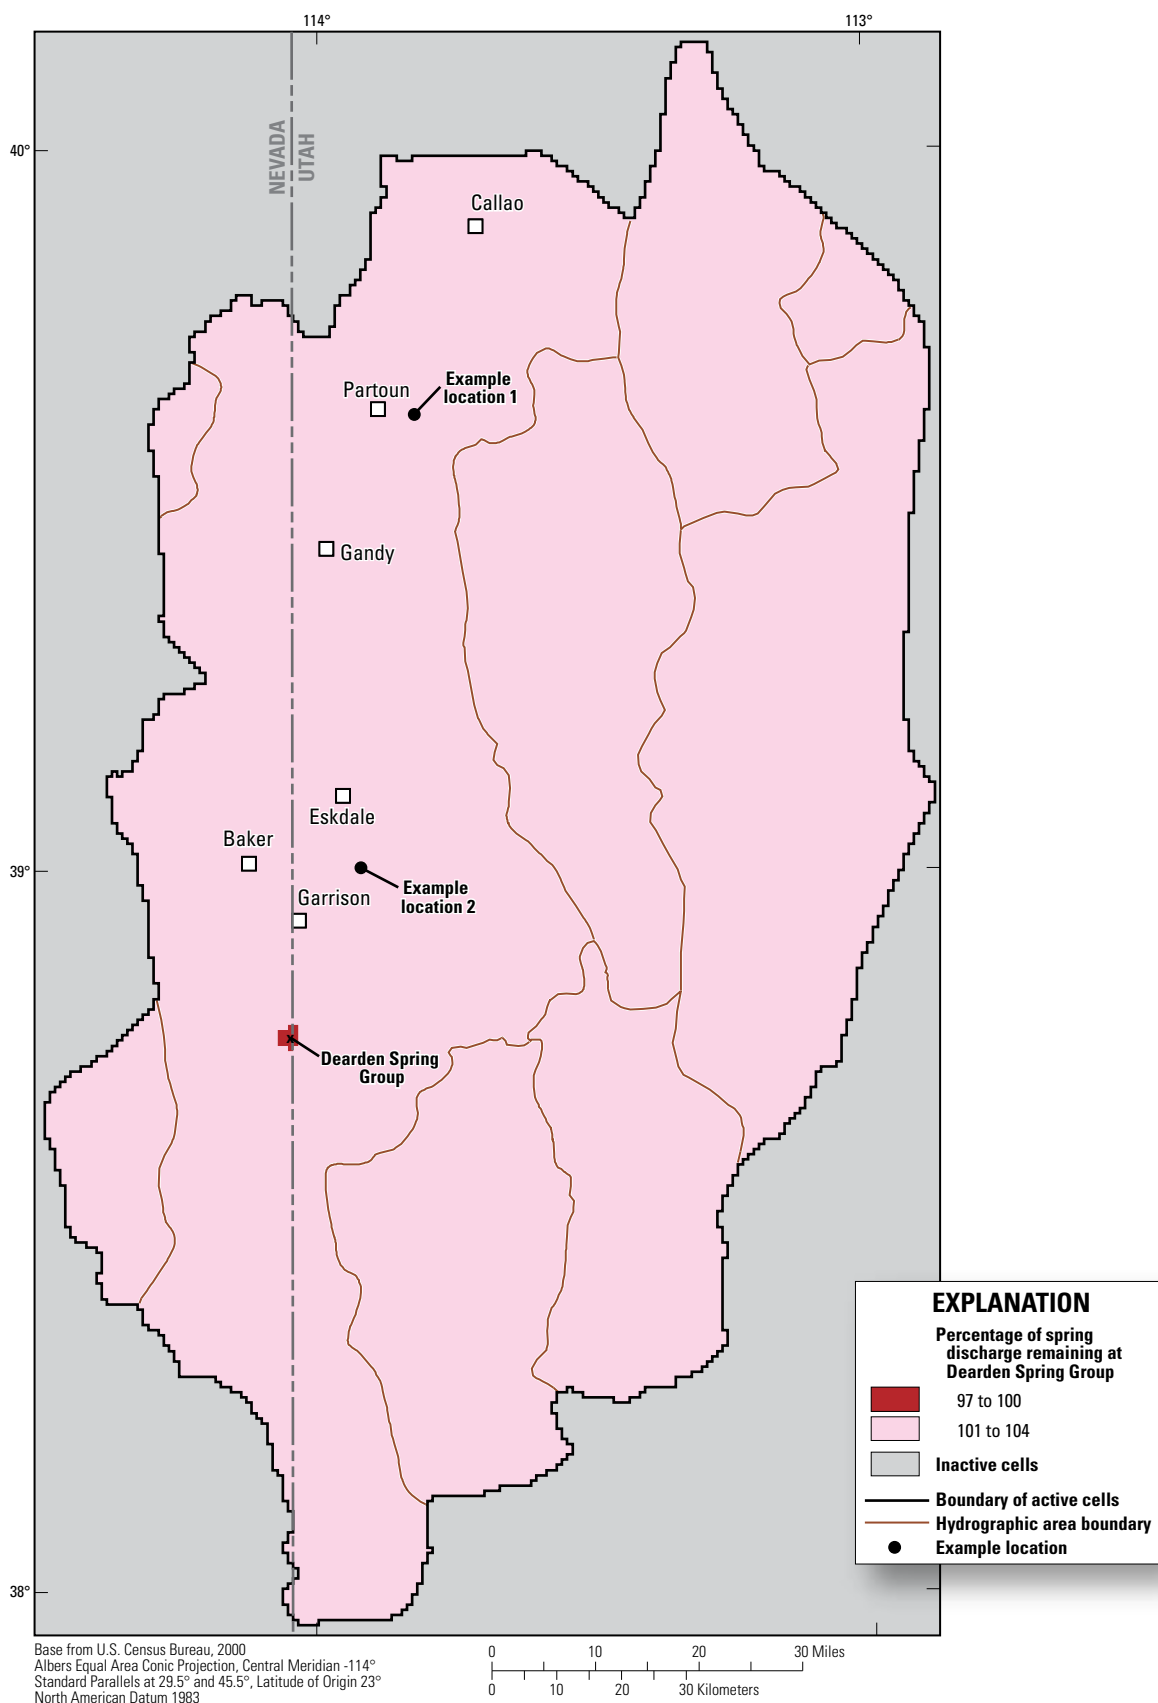 114°
113°
40°
NEVADA
UTAH
Callao
Partoun
Example
location 1
Gandy
Eskdale
Baker
39°
Example
location 2
Garrison
Dearden Spring
Group
38°
EXPLANATION
Percentage of spring
discharge remaining at
Dearden Spring Group
97 to 100
101 to 104
Inactive cells
Boundary of active cells
Hydrographic area boundary
Example location
Base from U.S. Census Bureau, 2000
Albers Equal Area Conic Projection, Central Meridian -114°
Standard Parallels at 29.5° and 45.5°, Latitude of Origin 23°
North American Datum 1983
0 10 20 30 Miles
0 10 20 30 Kilometers